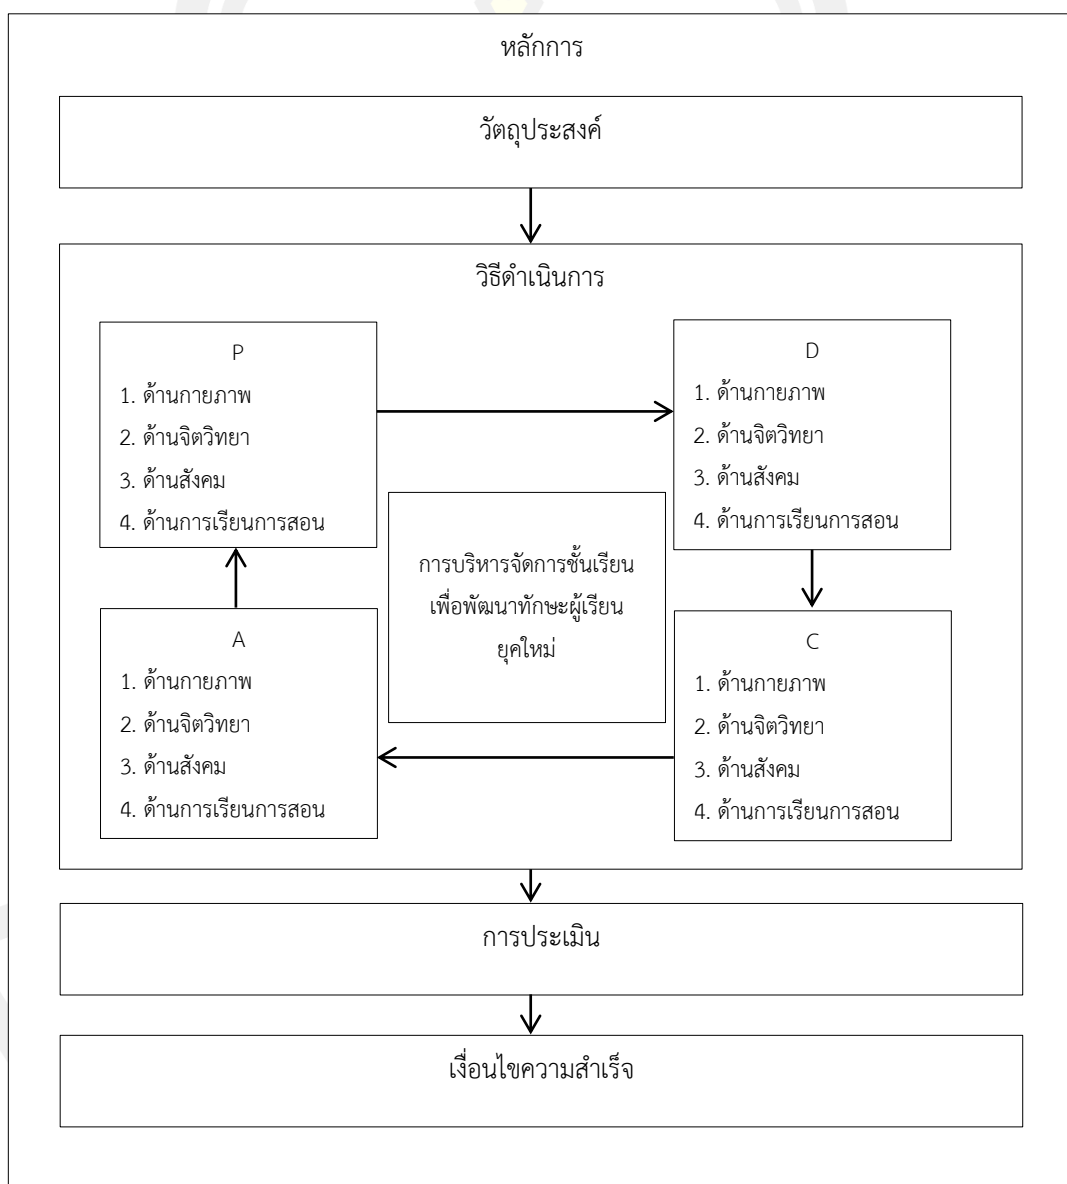 หลักการ
วัตถุประสงค์
วิธีดำเนินการ
P
1. ด้านกายภาพ
2. ด้านจิตวิทยา
3. ด้านสังคม
4. ด้านการเรียนการสอน
D
1. ด้านกายภาพ
2. ด้านจิตวิทยา
3. ด้านสังคม
4. ด้านการเรียนการสอน
การบริหารจัดการชั้นเรียน
เพื่อพัฒนาทักษะผู้เรียน
ยุคใหม่
A
1. ด้านกายภาพ
2. ด้านจิตวิทยา
3. ด้านสังคม
4. ด้านการเรียนการสอน
C
1. ด้านกายภาพ
2. ด้านจิตวิทยา
3. ด้านสังคม
4. ด้านการเรียนการสอน
การประเมิน
เงื่อนไขความสำเร็จ